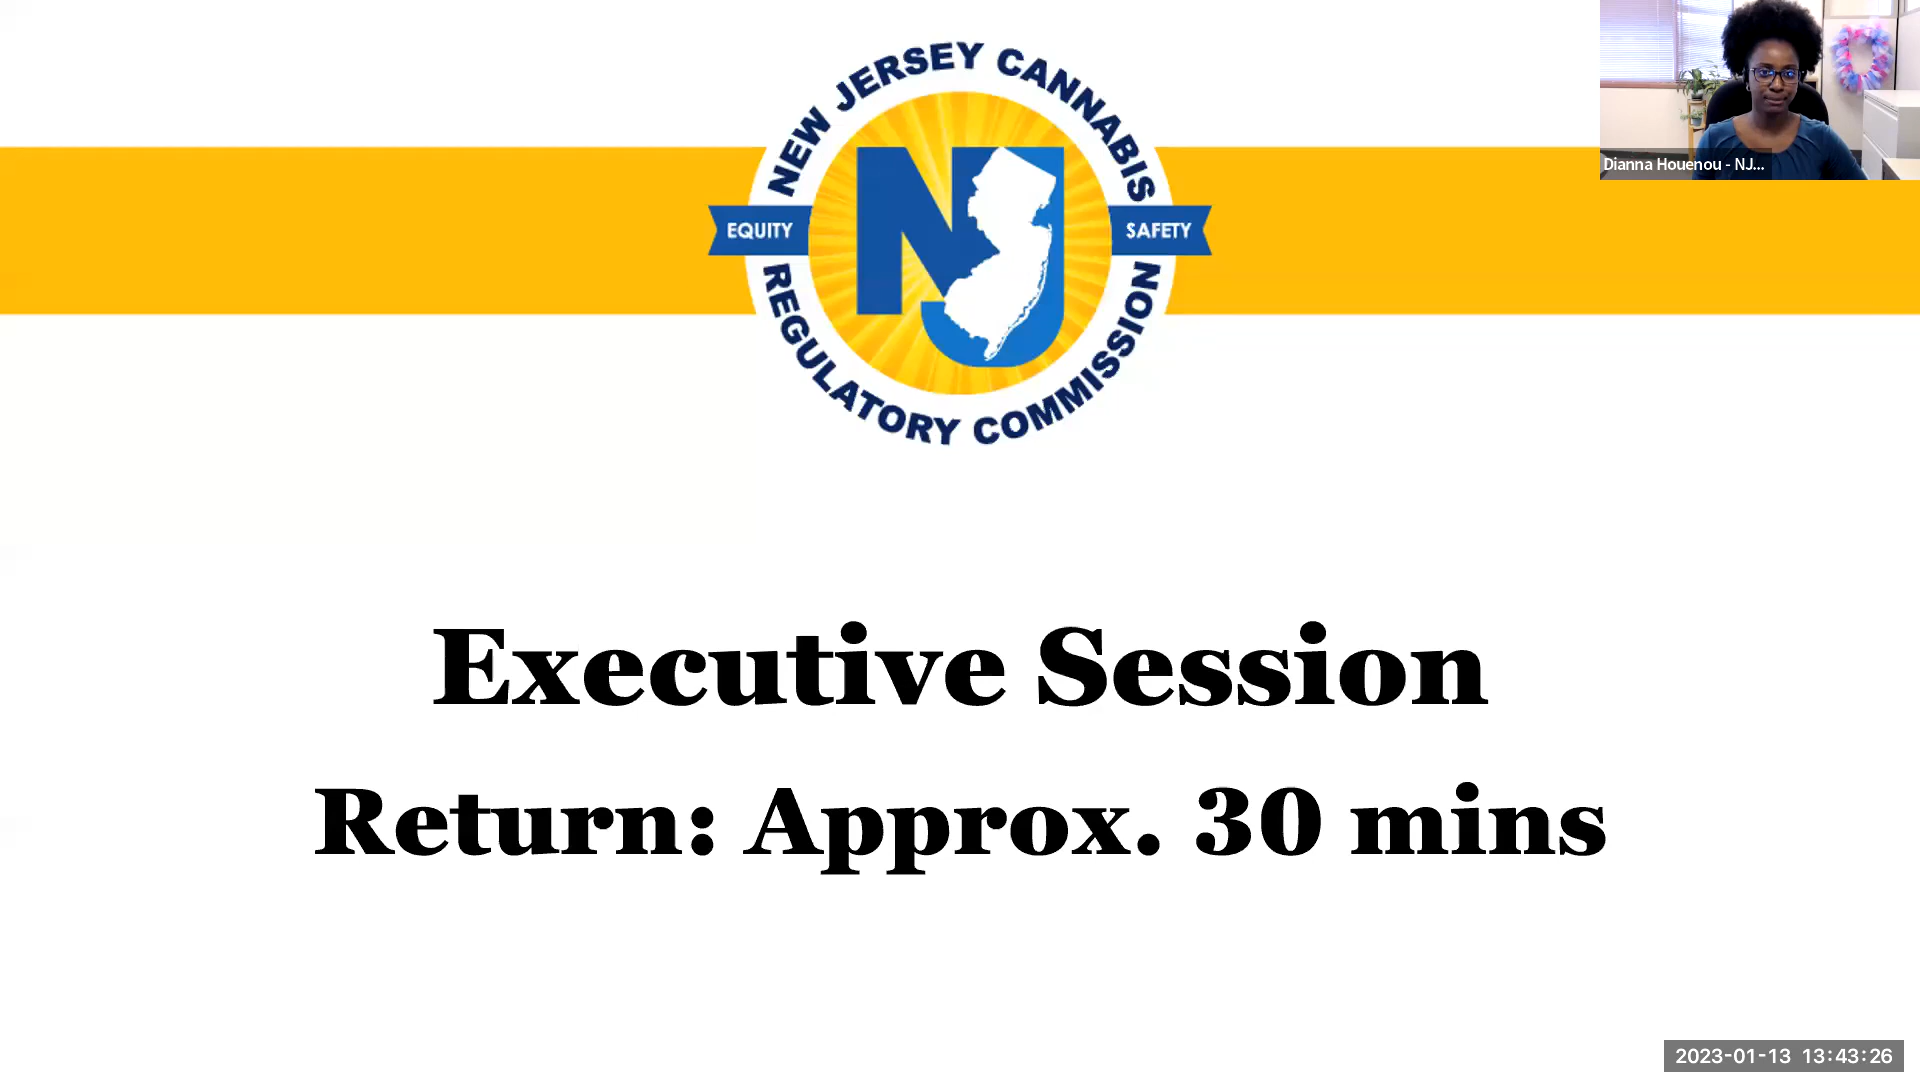 NEW JERSEY CANNABIS
EQUITY
NJ
SAFETY
REGULATORY COMMISSION
Dianna Houenou - NJ...
Executive Session
Return: Approx. 30 mins
2023-01-13 13:43:26